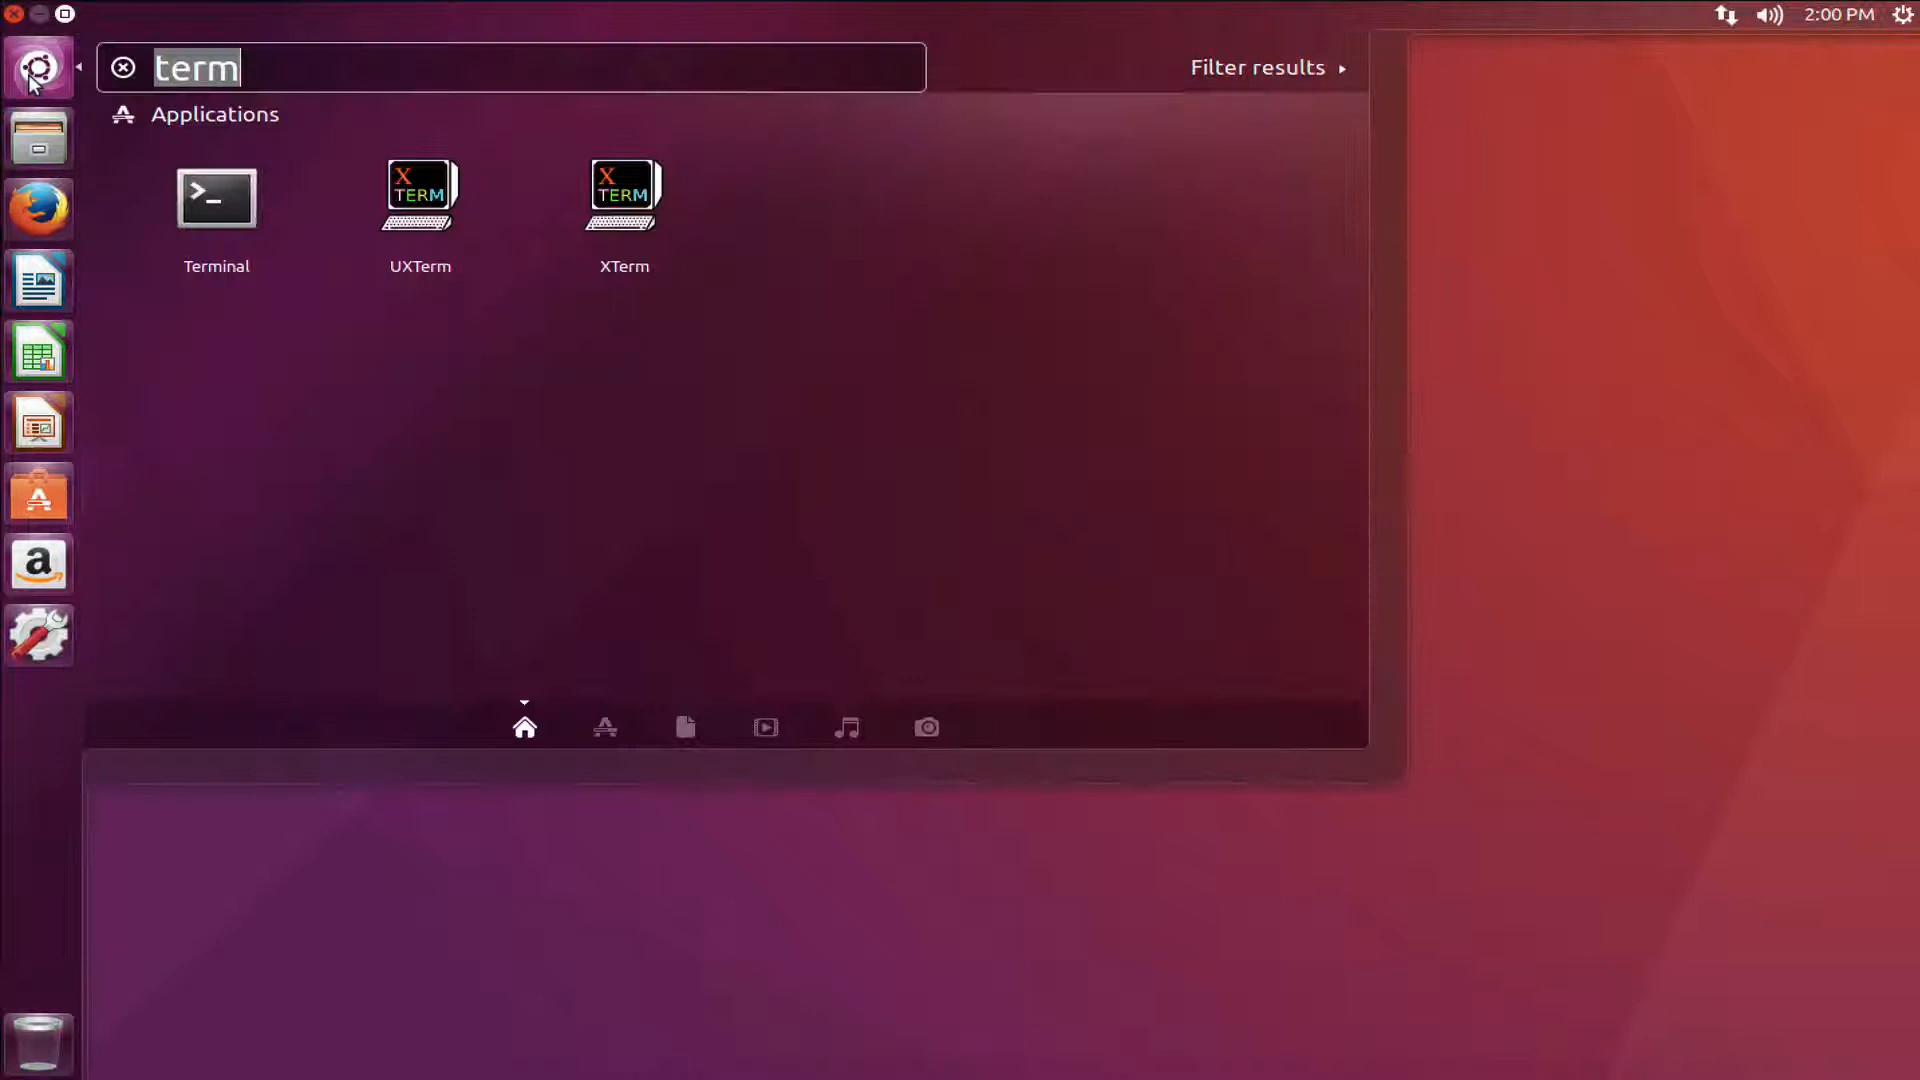 2:00 PM
term
Filter results
Applications
>_
X TERM
X TERM
Terminal
UXTerm
XTerm
a